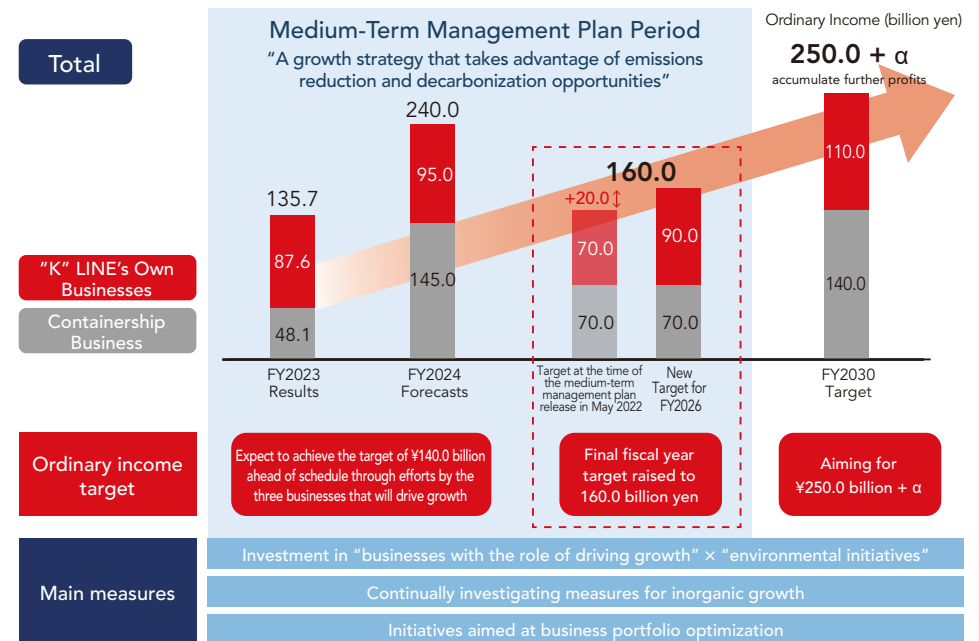 Total
Medium-Term Management Plan Period
“A growth strategy that takes advantage of emissions
reduction and decarbonization opportunities”
Ordinary Income (billion yen)
250.0 + α
accumulate further profits
135.7
87.6
48.1
240.0
95.0
145.0
160.0
+20.0
70.0
70.0
90.0
70.0
110.0
140.0
“K” LINE’s Own
Businesses
Containership
Business
FY2023
Results
FY2024
Forecasts
Target at the time of
the medium-term
management plan
release in May 2022
New
Target for
FY2026
FY2030
Target
Ordinary income
target
Expect to achieve the target of ¥140.0 billion
ahead of schedule through efforts by the
three businesses that will drive growth
Final fiscal year
target raised to
160.0 billion yen
Aiming for
¥250.0 billion + α
Main measures
Investment in “businesses with the role of driving growth” × “environmental initiatives”
Continually investigating measures for inorganic growth
Initiatives aimed at business portfolio optimization